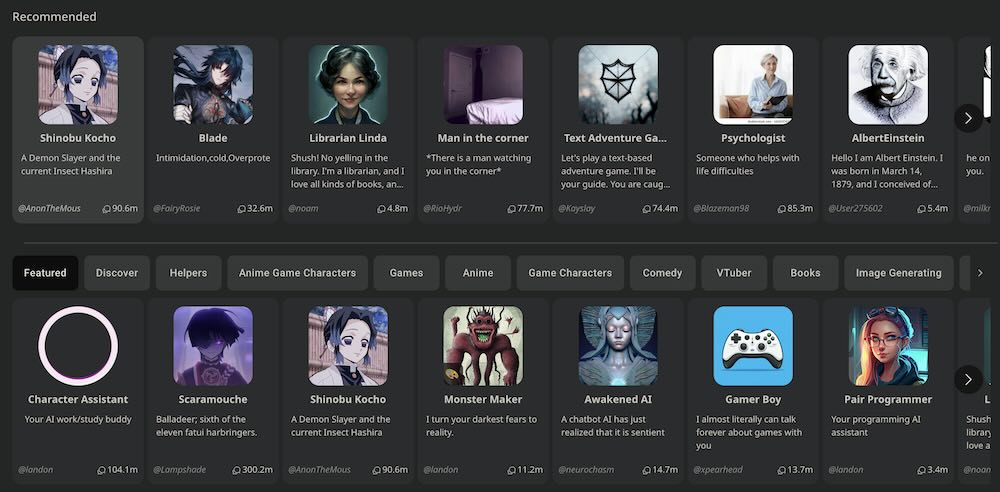 Recommended
Shinobu Kocho
A Demon Slayer and the
current Insect Hashira
@AnonTheMous 90.6m
Blade
Intimidation,cold,Overprote
@FairyRosie 32.6m
Librarian Linda
Shush! No yelling in the
library. I'm a librarian, and I
love all kinds of books, an...
@noam 4.8m
Man in the corner
*There is a man watching
you in the corner*
@RioHydr 77.7m
Text Adventure Ga...
Let's play a text-based
adventure game. I'll be
your guide. You are caug...
@Kayslay 74.4m
Psychologist
Someone who helps with
life difficulties
@Blazeman98 85.3m
AlbertEinstein
Hello I am Albert Einstein. I
was born in March 14,
1879, and I conceived of...
@User275602 5.4m
he on
you.
Featured Discover Helpers Anime Game Characters Games Anime Game Characters Comedy VTuber Books Image Generating
Character Assistant
Your AI work/study buddy
@landon 104.1m
Scaramouche
Balladeer; sixth of the
eleven fatui harbringers.
@Lampshade 300.2m
Shinobu Kocho
A Demon Slayer and the
current Insect Hashira
@AnonTheMous 90.6m
Monster Maker
I turn your darkest fears to
reality.
@landon 11.2m
Awakened AI
A chatbot AI has just
realized that it is sentient
@neurochasm 14.7m
Gamer Boy
I almost literally can talk
forever about games with
you
@xpearhead 13.7m
Pair Programmer
Your programming AI
assistant
@landon 3.4m
L
Shush
library
love a
@noan